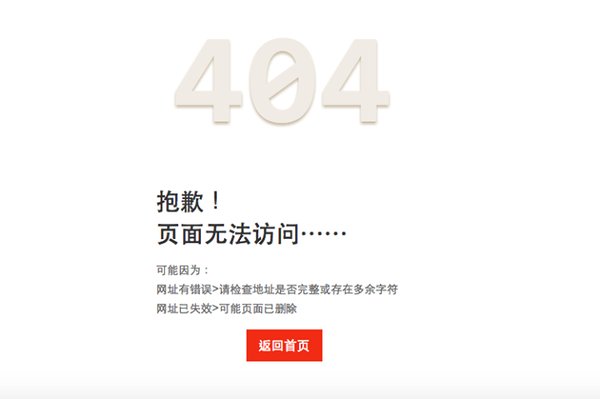 404
抱歉！
页面无法访问……
可能因为：
网址有错误>请检查地址是否完整或存在多余字符
网址已失效>可能页面已删除
返回首页